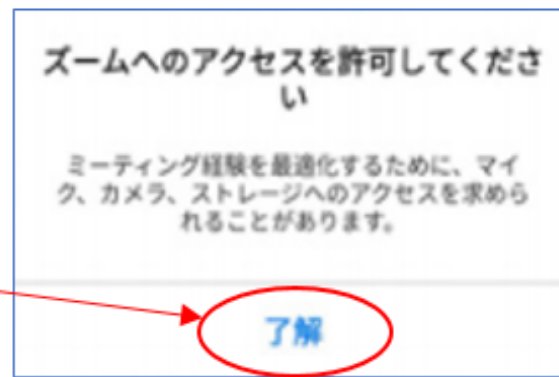 ズームへのアクセスを許可してくださ
い
ミーティング経験を最適化するために、マイ
ク、カメラ、ストレージへのアクセスを求めら
れることがあります。
了解